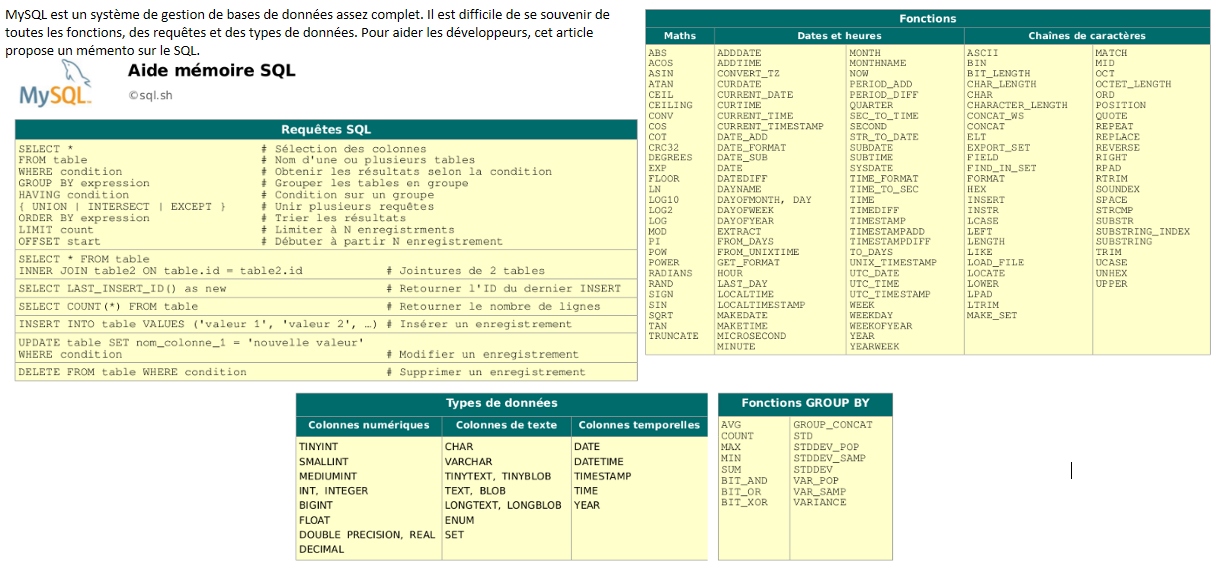 MySQL est un système de gestion de bases de données assez complet. Il est difficile de se souvenir de
toutes les fonctions, des requêtes et des types de données. Pour aider les développeurs, cet article
propose un mémento sur le SQL.
MySQL
Aide mémoire SQL
©sql.sh
Requêtes SQL
SELECT * # Sélection des colonnes
FROM table # Nom d'une ou plusieurs tables
WHERE condition # Obtenir les résultats selon la condition
GROUP BY expression # Grouper les tables en groupe
HAVING condition # Condition sur un groupe
{ UNION | INTERSECT | EXCEPT } # Unir plusieurs requêtes
ORDER BY expression # Trier les résultats
LIMIT count # Limiter à N enregistrments
OFFSET start # Débuter à partir N enregistrement
SELECT * FROM table
INNER JOIN table2 ON table.id = table2.id # Jointures de 2 tables
SELECT LAST_INSERT_ID() as new # Retourner l'ID du dernier INSERT
SELECT COUNT(*) FROM table # Retourner le nombre de lignes
INSERT INTO table VALUES ('valeur 1', 'valeur 2', …) # Insérer un enregistrement
UPDATE table SET nom_colonne_1 = 'nouvelle valeur'
WHERE condition # Modifier un enregistrement
DELETE FROM table WHERE condition # Supprimer un enregistrement
Fonctions
Maths
ABS
ACOS
ASIN
ATAN
CEIL
CEILING
CONV
COS
COT
CRC32
DEGREES
EXP
FLOOR
LN
LOG10
LOG2
LOG
MOD
PI
POW
POWER
RADIANS
RAND
SIGN
SIN
SQRT
TAN
TRUNCATE
Dates et heures
ADDDATE
ADDTIME
CONVERT_TZ
CURDATE
CURRENT_DATE
CURTIME
CURRENT_TIME
CURRENT_TIMESTAMP
DATE_ADD
DATE_FORMAT
DATE_SUB
DATE
DATEDIFF
DAYNAME
DAYOFMONTH, DAY
DAYOFWEEK
DAYOFYEAR
EXTRACT
FROM_DAYS
FROM_UNIXTIME
GET_FORMAT
HOUR
LAST_DAY
LOCALTIME
LOCALTIMESTAMP
MAKEDATE
MAKETIME
MICROSECOND
MINUTE
MONTH
MONTHNAME
NOW
PERIOD_ADD
PERIOD_DIFF
QUARTER
SEC_TO_TIME
SECOND
STR_TO_DATE
SUBDATE
SUBTIME
SYSDATE
TIME_FORMAT
TIME_TO_SEC
TIME
TIMEDIFF
TIMESTAMP
TIMESTAMPADD
TIMESTAMPDIFF
TO_DAYS
UNIX_TIMESTAMP
UTC_DATE
UTC_TIME
UTC_TIMESTAMP
WEEK
WEEKDAY
WEEKOFYEAR
YEAR
YEARWEEK
Chaînes de caractères
ASCII
BIN
BIT_LENGTH
CHAR_LENGTH
CHAR
CHARACTER_LENGTH
CONCAT_WS
CONCAT
ELT
EXPORT_SET
FIELD
FIND_IN_SET
FORMAT
HEX
INSERT
INSTR
LCASE
LEFT
LENGTH
LIKE
LOAD_FILE
LOCATE
LOWER
LPAD
LTRIM
MAKE_SET
MATCH
MID
OCT
OCTET_LENGTH
ORD
POSITION
QUOTE
REPEAT
REPLACE
REVERSE
RIGHT
RPAD
RTRIM
SOUNDEX
SPACE
STRCMP
SUBSTR
SUBSTRING_INDEX
SUBSTRING
TRIM
UCASE
UNHEX
UPPER
Types de données
Colonnes numériques
TINYINT
SMALLINT
MEDIUMINT
INT, INTEGER
BIGINT
FLOAT
DOUBLE PRECISION, REAL
DECIMAL
Colonnes de texte
CHAR
VARCHAR
TINYTEXT, TINYBLOB
TEXT, BLOB
LONGTEXT, LONGBLOB
ENUM
SET
Colonnes temporelles
DATE
DATETIME
TIMESTAMP
TIME
YEAR
Fonctions GROUP BY
AVG
COUNT
MAX
MIN
SUM
BIT_AND
BIT_OR
BIT_XOR
GROUP_CONCAT
STD
STDDEV_POP
STDDEV_SAMP
STDDEV
VAR_POP
VAR_SAMP
VARIANCE